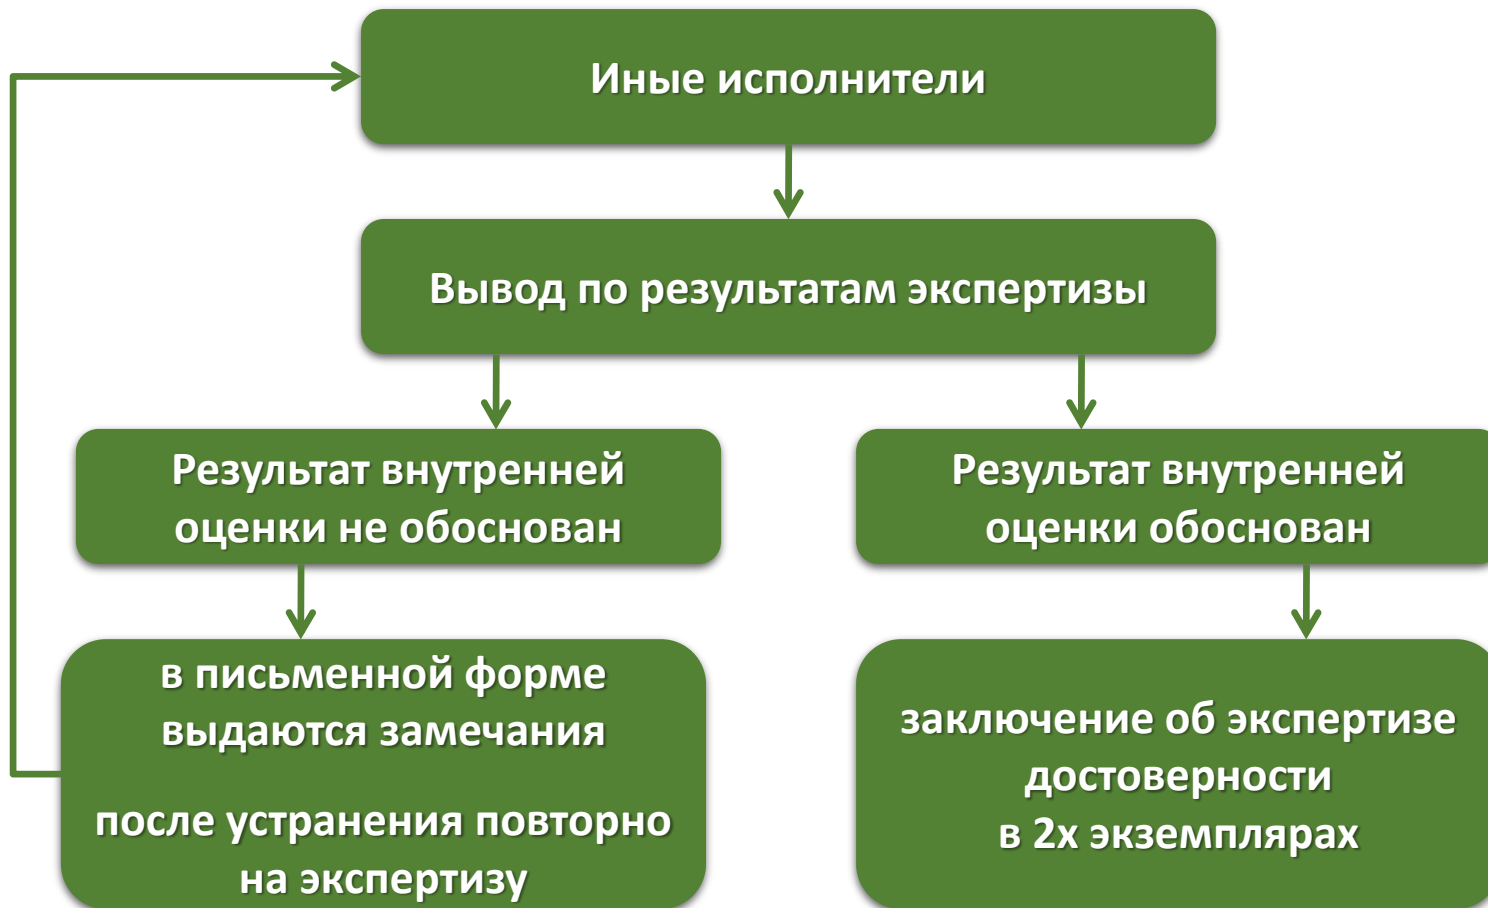 Иные исполнители
Вывод по результатам экспертизы
Результат внутренней
оценки не обоснован
Результат внутренней
оценки обоснован
в письменной форме
выдаются замечания
после устранения повторно
на экспертизу
заключение об экспертизе
достоверности
в 2х экземплярах